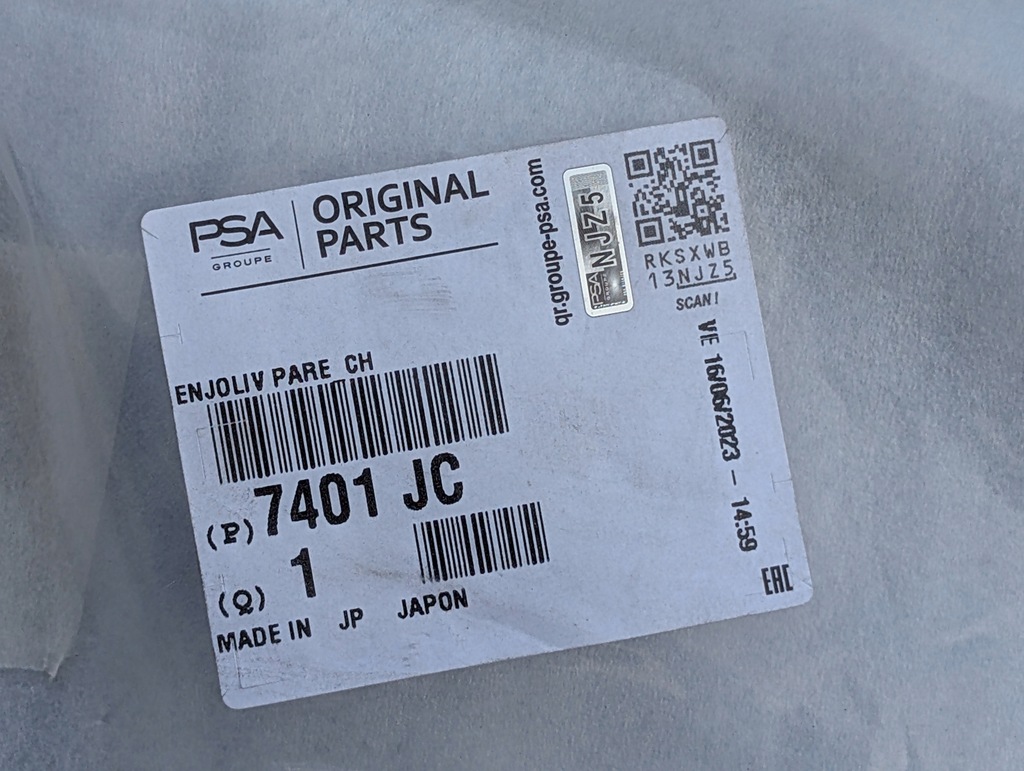 PSA
GROUPE
ORIGINAL
PARTS
qr.groupe-psa.com
PSA
NJZ5
RKSXWB
13NJZ5
SCAN!
VE 16/06/2023 - 14:59
ENJOLIV PARE CH
(P) 7401 JC
(Q) 1
MADE IN JP JAPON
EAC